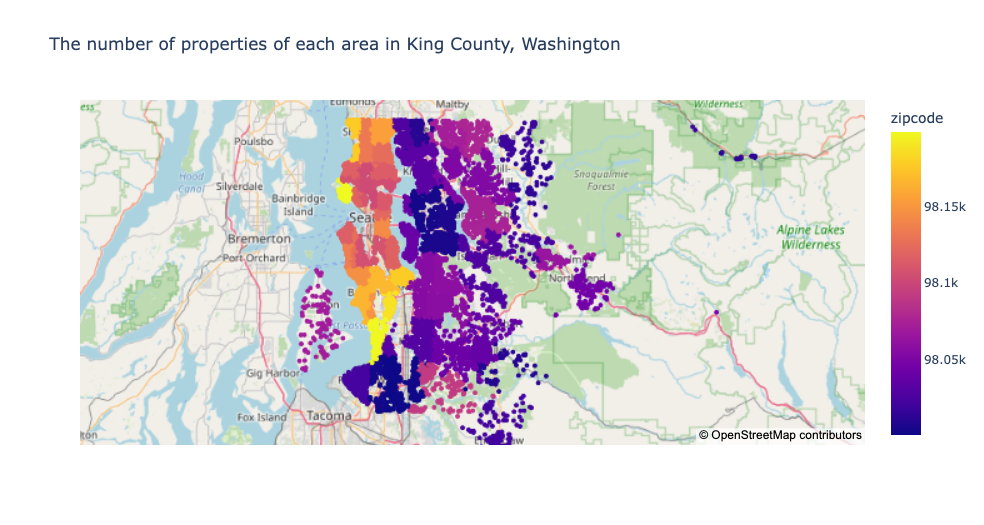 The number of properties of each area in King County, Washington
Edmonds
Maltby
Wilderness
Poulsbo
Hood
Canal
Silverdale
Bainbridge
Island
Snoqualmie
Forest
Seat
Alpine Lakes
Wilderness
Bremerton
Port Orchard
North
end
Gig Harbor
Fox Island
Tacoma
© OpenStreetMap contributors
zipcode
98.15k
98.1k
98.05k